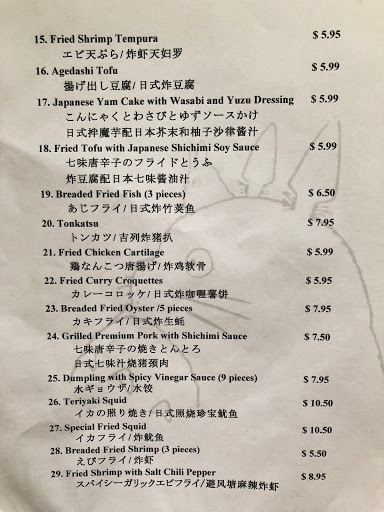 15. Fried Shrimp Tempura $ 5.95
エビ天ぷら/炸虾天妇罗
16. Agedashi Tofu $ 5.99
揚げ出し豆腐/日式炸豆腐
17. Japanese Yam Cake with Wasabi and Yuzu Dressing $ 5.99
こんにゃくとわさびとゆずソースかけ
日式丼魔芋配日本芥末和柚子沙律酱汁
18. Fried Tofu with Japanese Shichimi Soy Sauce $ 5.99
七味唐辛子のフライドとうふ
炸豆腐配日本七味酱油汁
19. Breaded Fried Fish (3 pieces) $ 6.50
あじフライ/日式炸竹荚鱼
20. Tonkatsu $ 7.95
トンカツ/吉列炸猪扒
21. Fried Chicken Cartilage $ 5.99
鶏なんこつ唐揚げ/炸鸡软骨
22. Fried Curry Croquettes $ 5.95
カレーコロッケ/日式炸咖喱薯饼
23. Breaded Fried Oyster /5 pieces $ 7.95
カキフライ/日式炸生蚝
24. Grilled Premium Pork with Shichimi Sauce $ 7.50
七味唐辛子の焼きとんとろ
日式七味汁烧猪颈肉
25. Dumpling with Spicy Vinegar Sauce (9 pieces) $ 7.95
水ギョウザ/水饺
26. Teriyaki Squid $ 10.50
イカの照り焼き/日式照烧珍宝鱿鱼
27. Special Fried Squid $ 10.50
イカフライ/炸鱿鱼
28. Breaded Fried Shrimp (3 pieces) $ 5.50
えびフライ/炸虾
29. Fried Shrimp with Salt Chili Pepper $ 8.95
スパイシーガリックエビフライ/避风塘麻辣炸虾